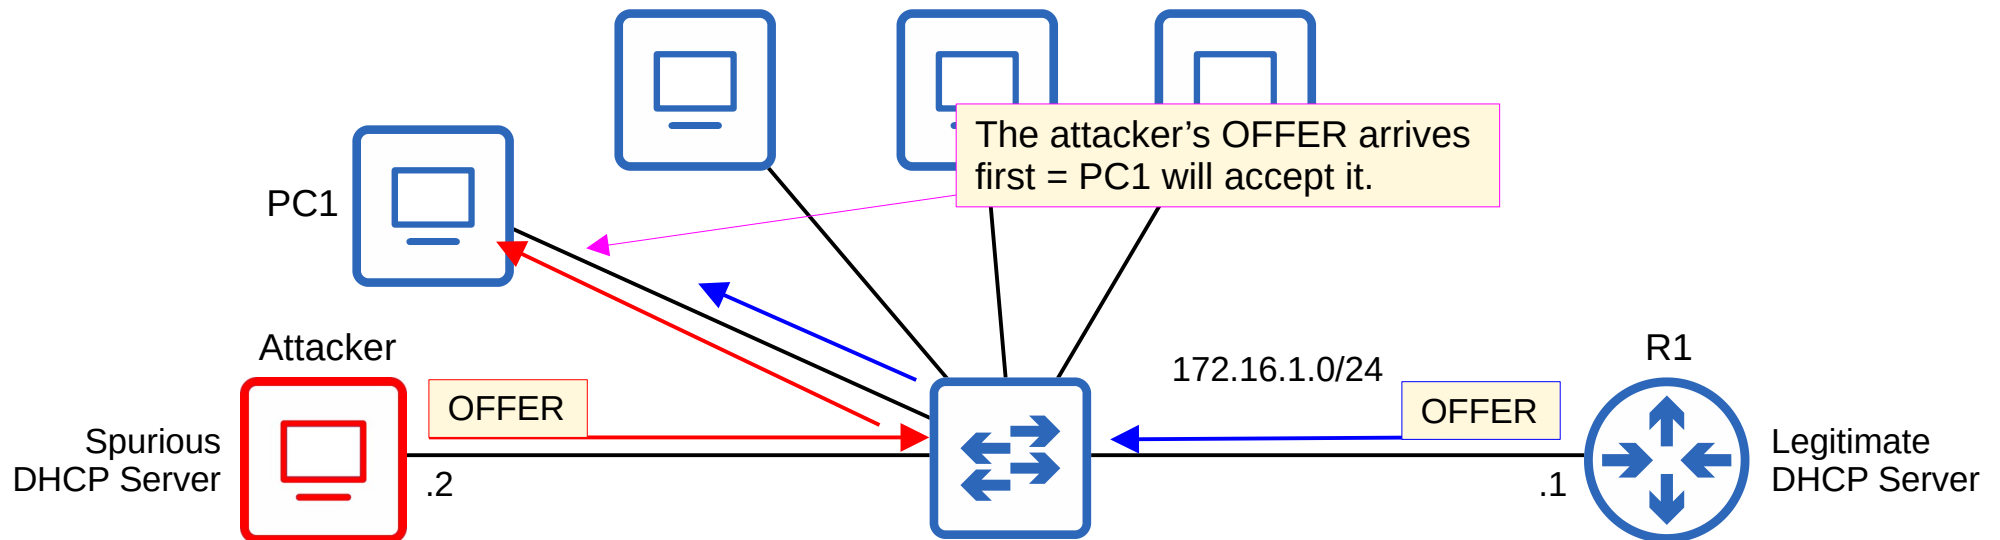 The attacker’s OFFER arrives
first = PC1 will accept it.
PC1
Attacker
OFFER
Spurious
DHCP Server
.2
172.16.1.0/24
OFFER
R1
.1
Legitimate
DHCP Server